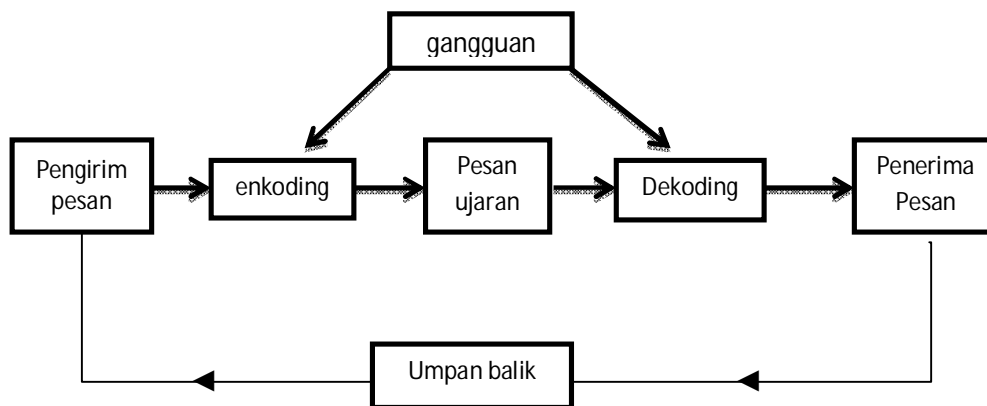 gangguan
Pengirim
pesan
enkoding
Pesan
ujaran
Dekoding
Penerima
Pesan
Umpan balik